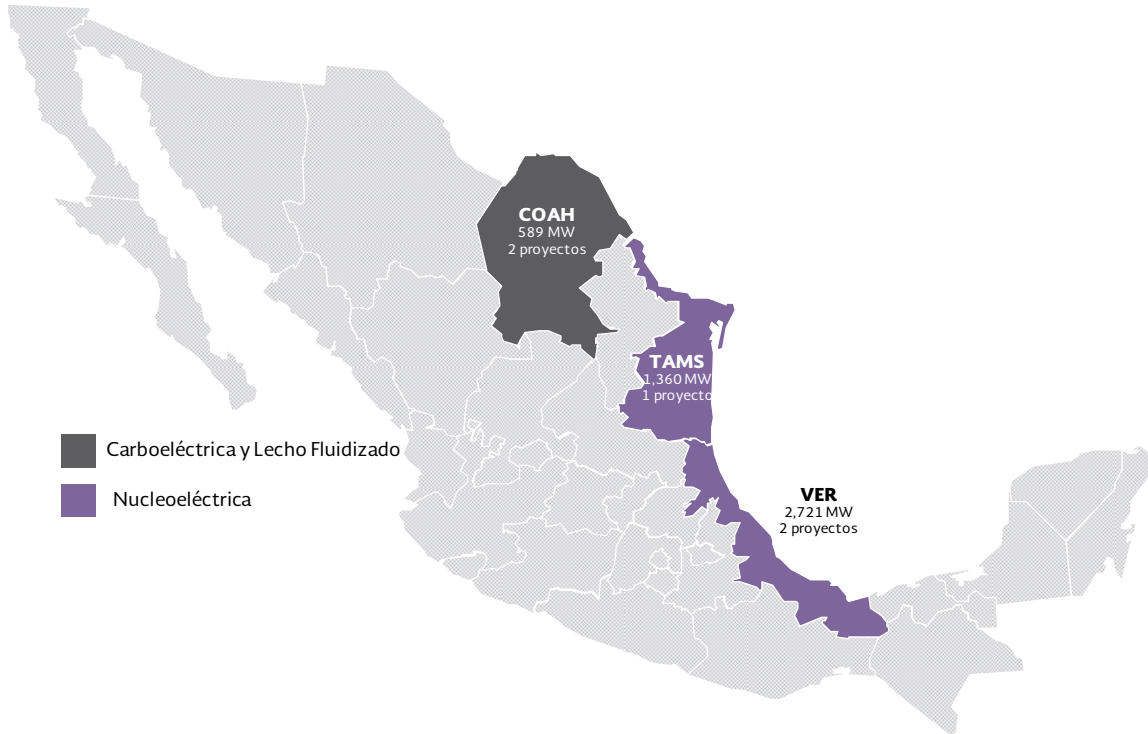 COAH
589 MW
2 proyectos
TAMS
1,360 MW
1 proyecto
Carboeléctrica y Lecho Fluidizado
Nucleoeléctrica
VER
2,721 MW
2 proyectos